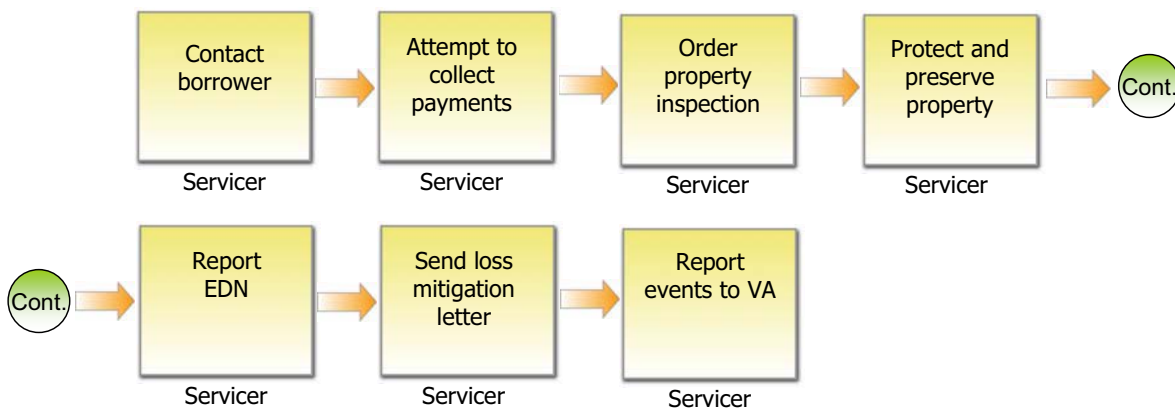 Contact
borrower
Servicer
Attempt to
collect
payments
Servicer
Order
property
inspection
Servicer
Protect and
preserve
property
Servicer
Cont.
Cont.
Report
EDN
Servicer
Send loss
mitigation
letter
Servicer
Report
events to VA
Servicer